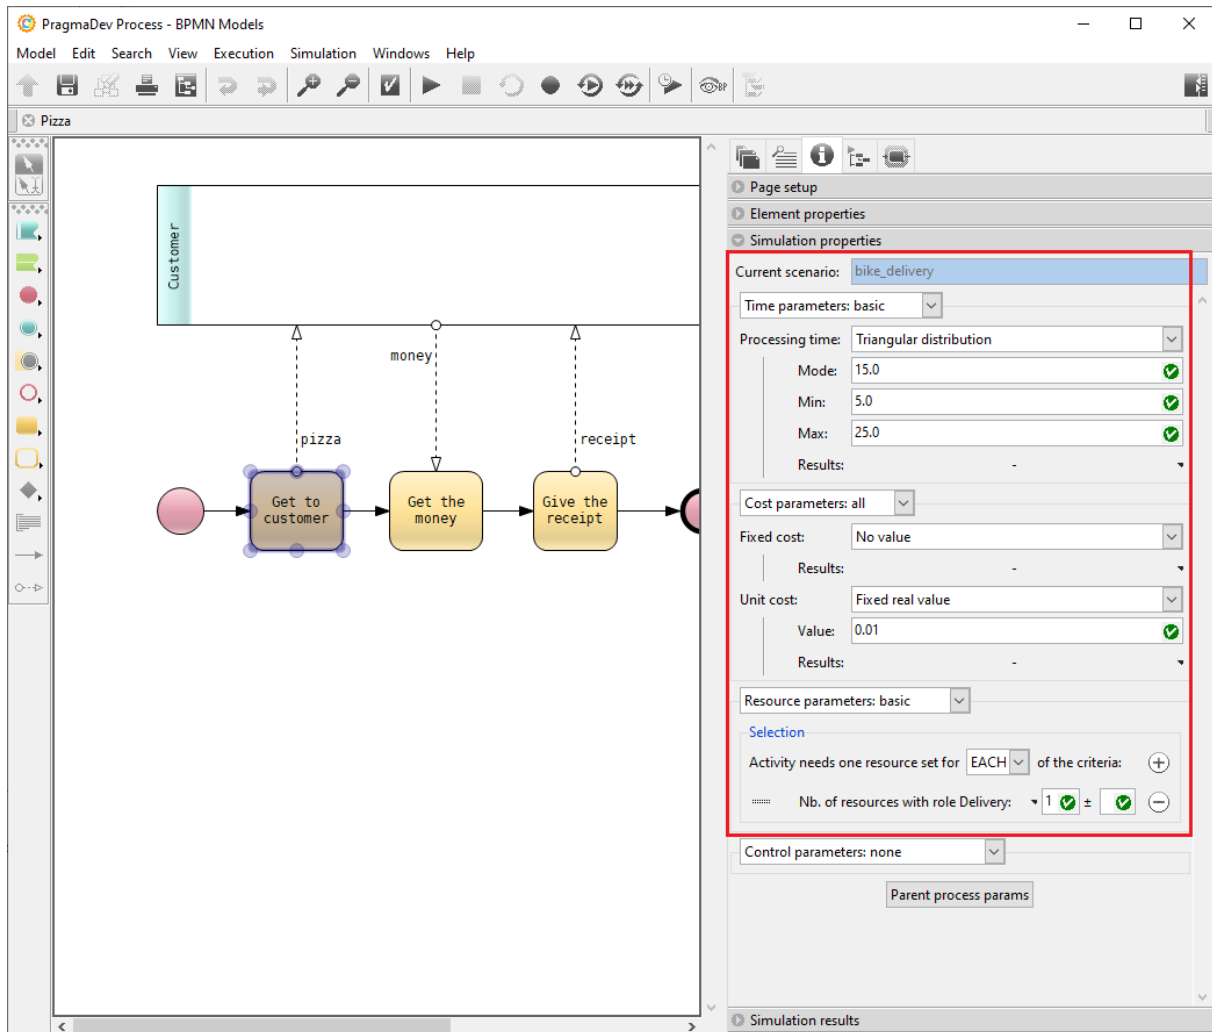 PragmaDev Process - BPMN Models
Model Edit Search View Execution Simulation Windows Help
BP
Pizza
Customer
money
pizza
receipt
Get to
customer
Get the
money
Give the
receipt
Page setup
Element properties
Simulation properties
Current scenario: bike_delivery
Time parameters: basic
Processing time: Triangular distribution
Mode: 15.0
Min: 5.0
Max: 25.0
Results: -
Cost parameters: all
Fixed cost: No value
Results: -
Unit cost: Fixed real value
Value: 0.01
Results: -
Resource parameters: basic
Selection
Activity needs one resource set for EACH of the criteria:
Nb. of resources with role Delivery: 1 ±
Control parameters: none
Parent process params
Simulation results